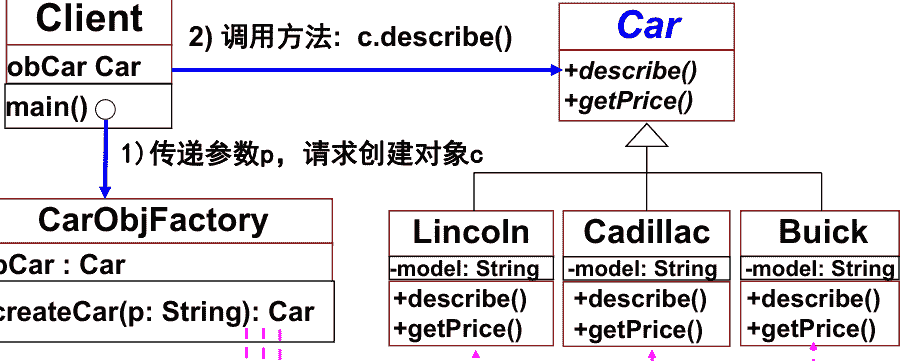 Client
obCar Car
main()
2) 调用方法: c.describe()
Car
+describe()
+getPrice()
1) 传递参数p，请求创建对象c
CarObjFactory
bCar : Car
createCar(p: String): Car
Lincoln
-model: String
+describe()
+getPrice()
Cadillac
-model: String
+describe()
+getPrice()
Buick
-model: String
+describe()
+getPrice()